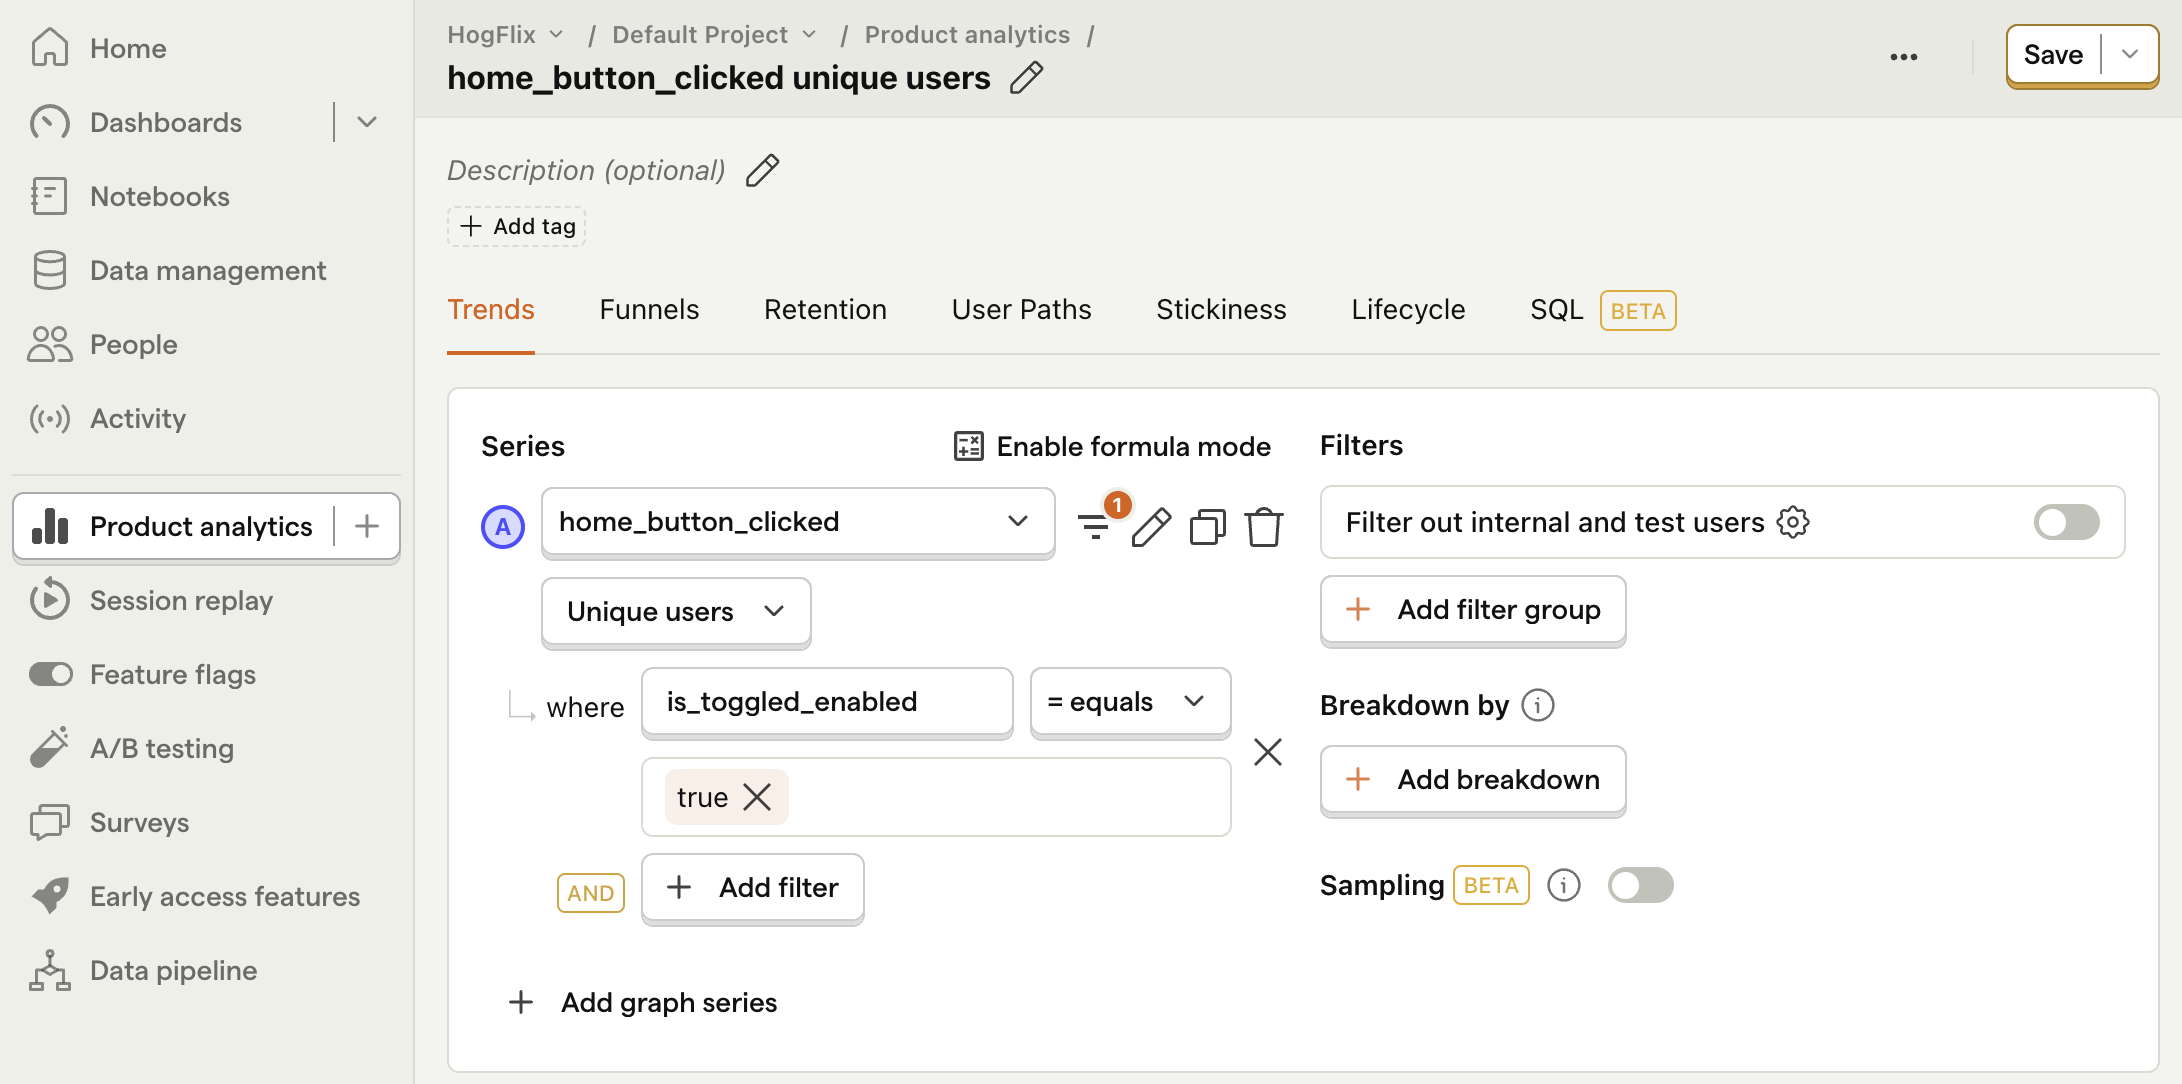 Home
Dashboards
Notebooks
Data management
People
Activity
Product analytics
Session replay
Feature flags
A/B testing
Surveys
Early access features
Data pipeline
HogFlix / Default Project / Product analytics /
home_button_clicked unique users
Save
Description (optional)
Add tag
Trends Funnels Retention User Paths Stickiness Lifecycle SQL BETA
Series Enable formula mode
A home_button_clicked 1
Unique users
where is_toggled_enabled = equals
true
AND Add filter
Add graph series
Filters
Filter out internal and test users
Add filter group
Breakdown by
Add breakdown
Sampling BETA